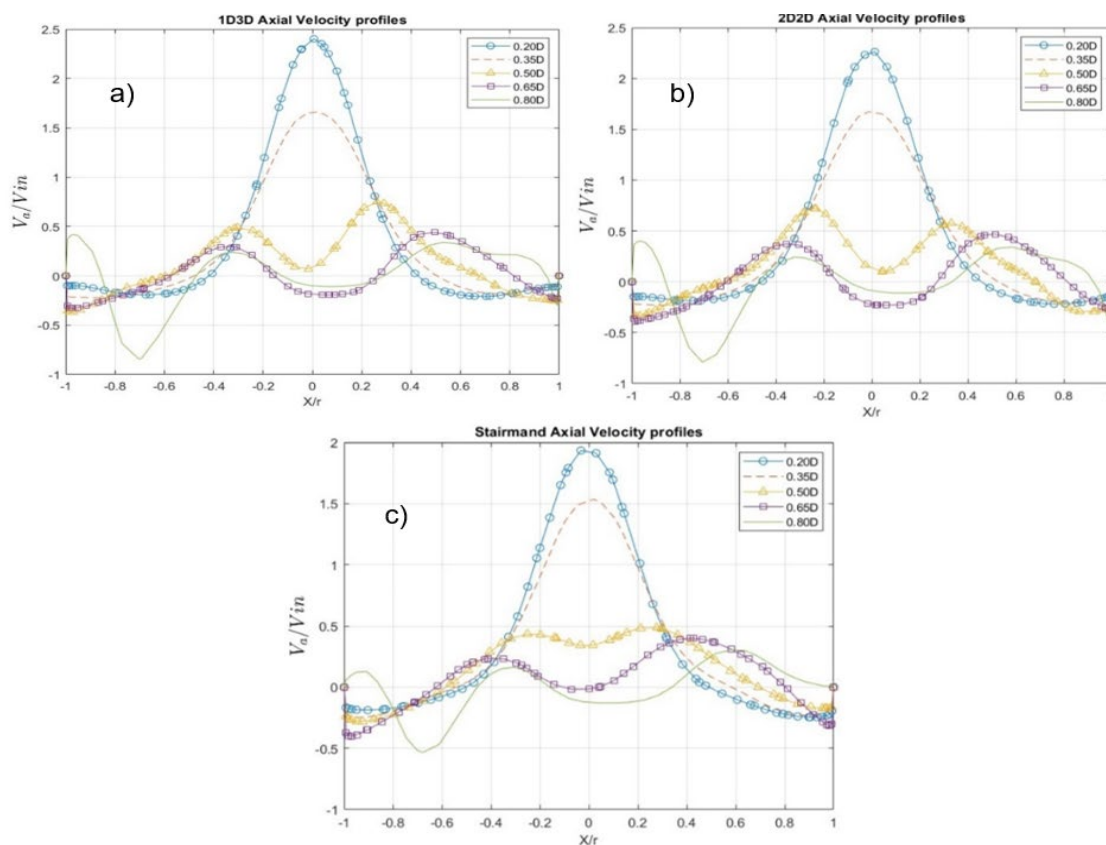 1D3D Axial Velocity profiles
a)
0.20D
0.35D
0.50D
0.65D
0.80D
2.5
2
1.5
1
0.5
0
-0.5
-1
Va/Vin
-1 -0.8 -0.6 -0.4 -0.2 0 0.2 0.4 0.6 0.8 1
X/r
2D2D Axial Velocity profiles
b)
0.20D
0.35D
0.50D
0.65D
0.80D
2.5
2
1.5
1
0.5
0
-0.5
-1
Va/Vin
-1 -0.8 -0.6 -0.4 -0.2 0 0.2 0.4 0.6 0.8
X/r
Stairmand Axial Velocity profiles
c)
0.20D
0.35D
0.50D
0.65D
0.80D
2
1.5
1
0.5
0
-0.5
-1
Va/Vin
-1 -0.8 -0.6 -0.4 -0.2 0 0.2 0.4 0.6 0.8 1
X/r